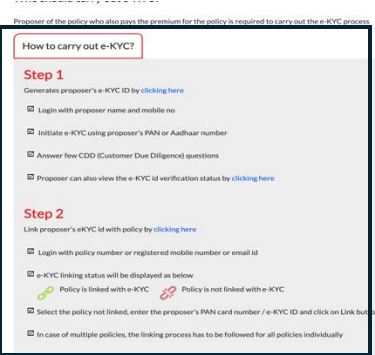 Proposer of the policy who also pays the premium for the policy is required to carry out the e-KYC process
How to carry out e-KYC?
Step 1
Generates proposer's e-KYC ID by clicking here
Login with proposer name and mobile no
Initiate e-KYC using proposer's PAN or Aadhaar number
Answer few CDD (Customer Due Diligence) questions
Proposer can also view the e-KYC id verification status by clicking here
Step 2
Link proposer's eKYC id with policy by clicking here
Login with policy number or registered mobile number or email id
e-KYC linking status will be displayed as below
Policy is linked with e-KYC Policy is not linked with e-KYC
Select the policy not linked, enter the proposer's PAN card number / e-KYC ID and click on Link but
In case of multiple policies, the linking process has to be followed for all policies individually